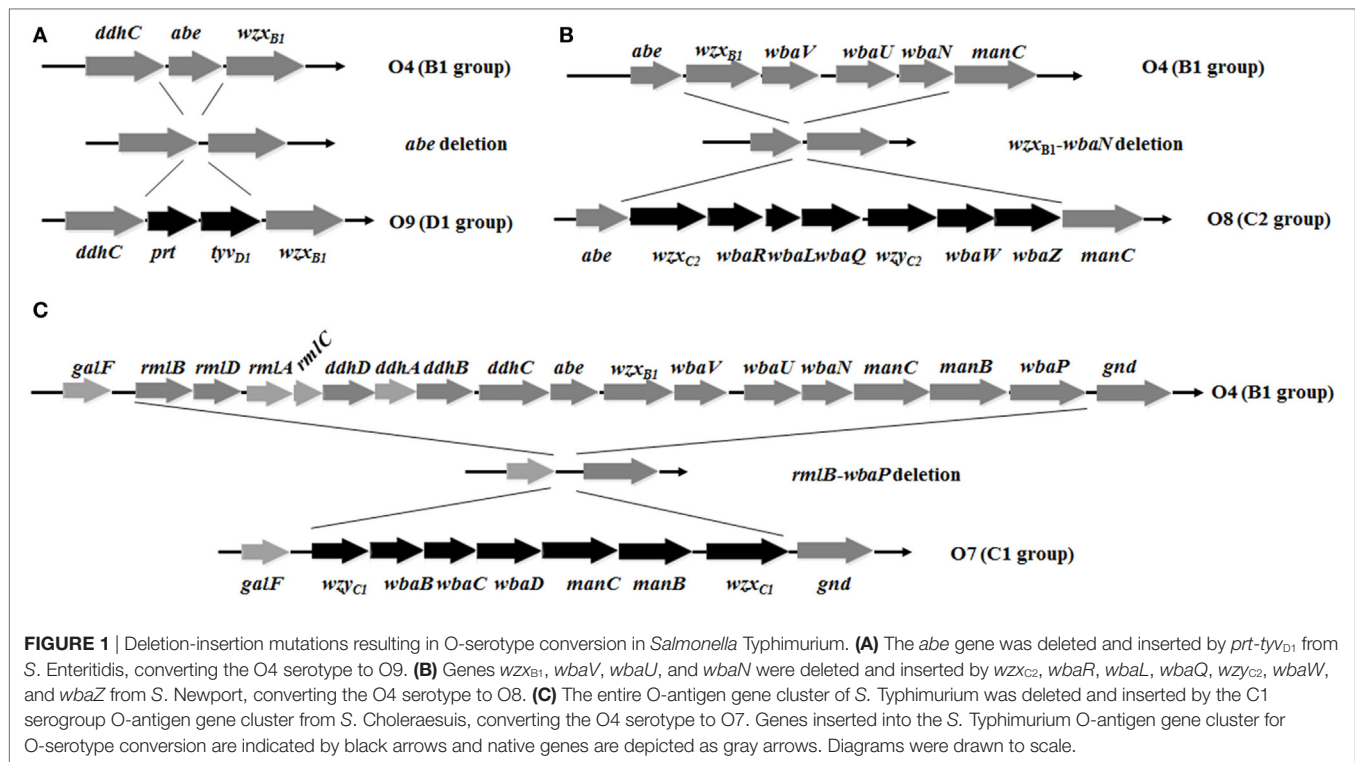 A
ddhC abe wzxB1
O4 (B1 group)
abe deletion
O9 (D1 group)
ddhC prt tyvD1 wzxB1
B
abe wzxB1 wbaV wbaU wbaN manC
O4 (B1 group)
wzxB1-wbaN deletion
O8 (C2 group)
abe wzxC2 wbaR wbaL wbaQ wzyC2 wbaW wbaZ manC
C
galF rmlB rmlD rmlA rmlC ddhD ddhA ddhB ddhC abe wzxB1 wbaV wbaU wbaN manC manB wbaP gnd
O4 (B1 group)
rmlB-wbaP deletion
O7 (C1 group)
galF wzyC1 wbaB wbaC wbaD manC manB wzxC1 gnd
FIGURE 1 | Deletion-insertion mutations resulting in O-serotype conversion in Salmonella Typhimurium. (A) The abe gene was deleted and inserted by prt-tyvD1 from
S. Enteritidis, converting the O4 serotype to O9. (B) Genes wzxB1, wbaV, wbaU, and wbaN were deleted and inserted by wzxC2, wbaR, wbaL, wbaQ, wzyC2, wbaW,
and wbaZ from S. Newport, converting the O4 serotype to O8. (C) The entire O-antigen gene cluster of S. Typhimurium was deleted and inserted by the C1
serogroup O-antigen gene cluster from S. Choleraesuis, converting the O4 serotype to O7. Genes inserted into the S. Typhimurium O-antigen gene cluster for
O-serotype conversion are indicated by black arrows and native genes are depicted as gray arrows. Diagrams were drawn to scale.